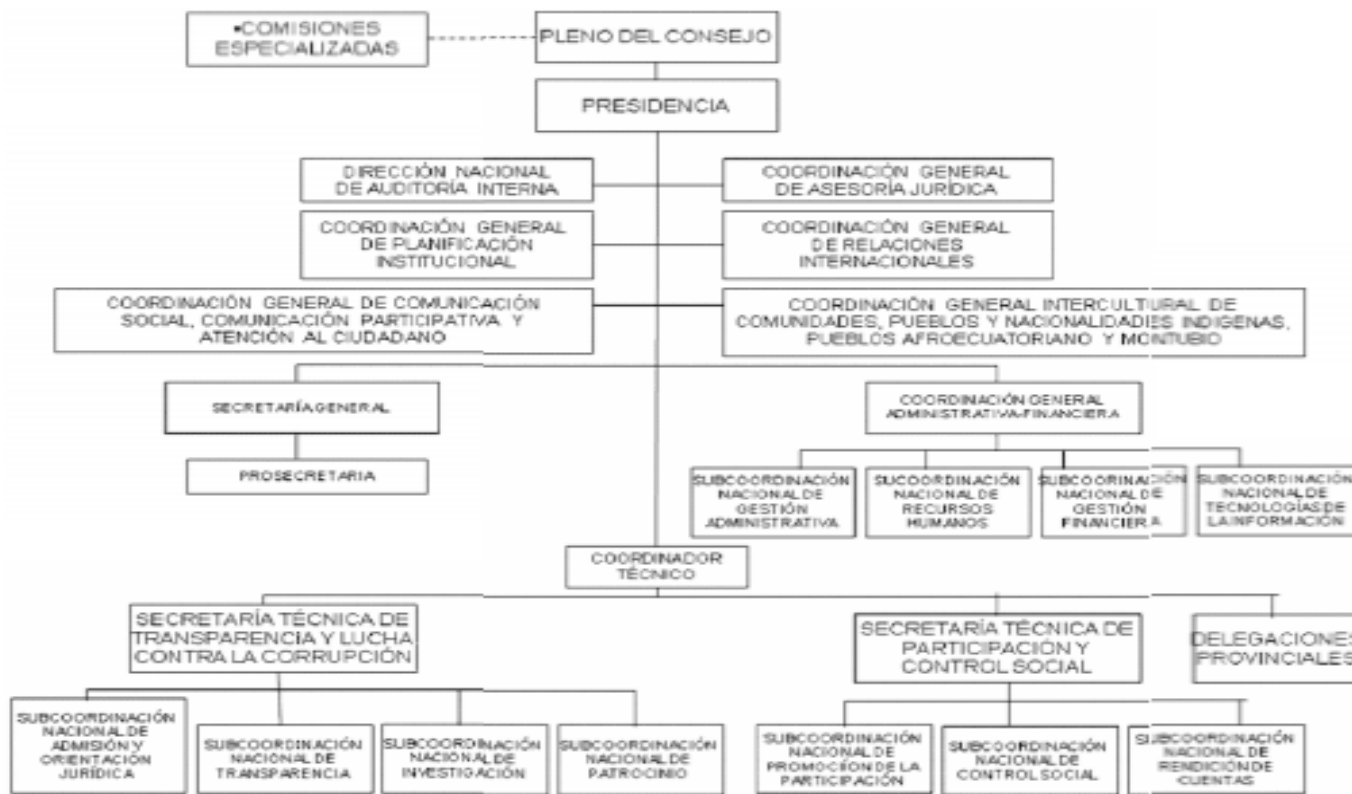 •COMISIONES
ESPECIALIZADAS
PLENO DEL CONSEJO
PRESIDENCIA
DIRECCIÓN NACIONAL
DE AUDITORÍA INTERNA
COORDINACIÓN GENERAL
DE ASESORÍA JURÍDICA
COORDINACIÓN GENERAL
DE PLANIFICACIÓN
INSTITUCIONAL
COORDINACIÓN GENERAL
DE RELACIONES
INTERNACIONALES
COORDINACIÓN GENERAL DE COMUNICACIÓN
SOCIAL, COMUNICACIÓN PARTICIPATIVA Y
ATENCIÓN AL CIUDADANO
COORDINACIÓN GENERAL INTERCULTURAL DE
COMUNIDADES, PUEBLOS Y NACIONALIDADES INDIGENAS,
PUEBLOS AFROECUATORIANO Y MONTUBIO
SECRETARÍA GENERAL
COORDINACIÓN GENERAL
ADMINISTRATIVA-FINANCIERA
PROSECRETARIA
SUBCOORDINACIÓN
NACIONAL DE
GESTIÓN
ADMINISTRATIVA
SUCOORDINACIÓN
NACIONAL DE
RECURSOS
HUMANOS
SUBCOORDINACIÓN
NACIONAL DE
GESTIÓN
FINANCIERA
SUBCOORDINACIÓN
NACIONAL DE
TECNOLOGÍAS DE
LA INFORMACIÓN
COORDINADOR
TÉCNICO
SECRETARÍA TÉCNICA DE
TRANSPARENCIA Y LUCHA
CONTRA LA CORRUPCIÓN
SECRETARÍA TÉCNICA DE
PARTICIPACIÓN Y
CONTROL SOCIAL
DELEGACIONES
PROVINCIALES
SUBCOORDINACIÓN
NACIONAL DE
ADMISIÓN Y
ORIENTACIÓN
JURÍDICA
SUBCOORDINACIÓN
NACIONAL DE
TRANSPARENCIA
SUBCOORDINACIÓN
NACIONAL DE
INVESTIGACIÓN
SUBCOORDINACIÓN
NACIONAL DE
PATROCINIO
SUBCOORDINACIÓN
NACIONAL DE
PROMOCIÓN DE LA
PARTICIPACIÓN
SUBCOORDINACIÓN
NACIONAL DE
CONTROL SOCIAL
SUBCOORDINACIÓN
NACIONAL DE
RENDICIÓN DE
CUENTAS